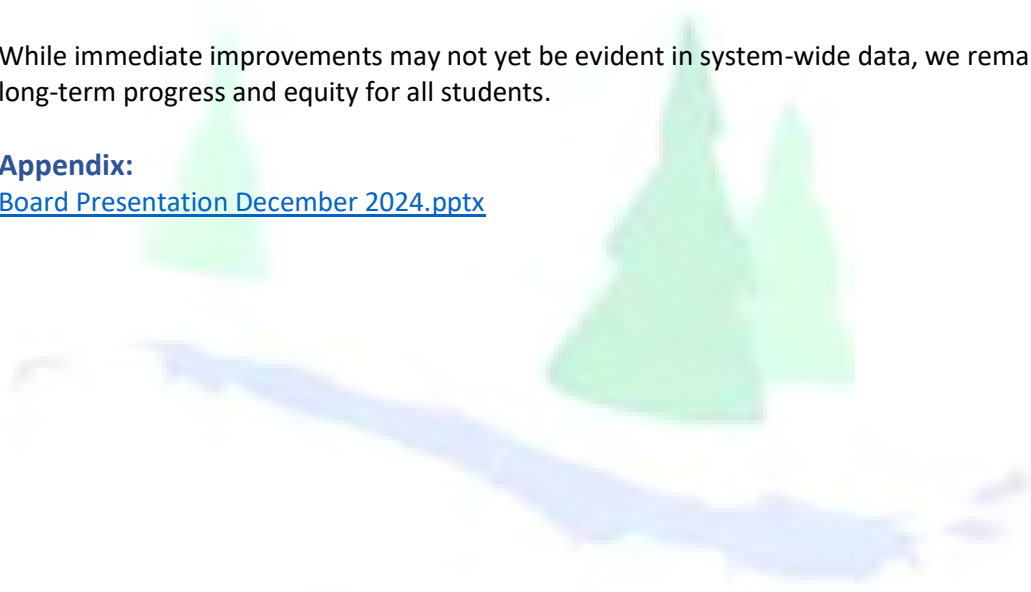 While immediate improvements may not yet be evident in system-wide data, we
long-term progress and equity for all students.
Appendix:
Board Presentation December 2024.pptx